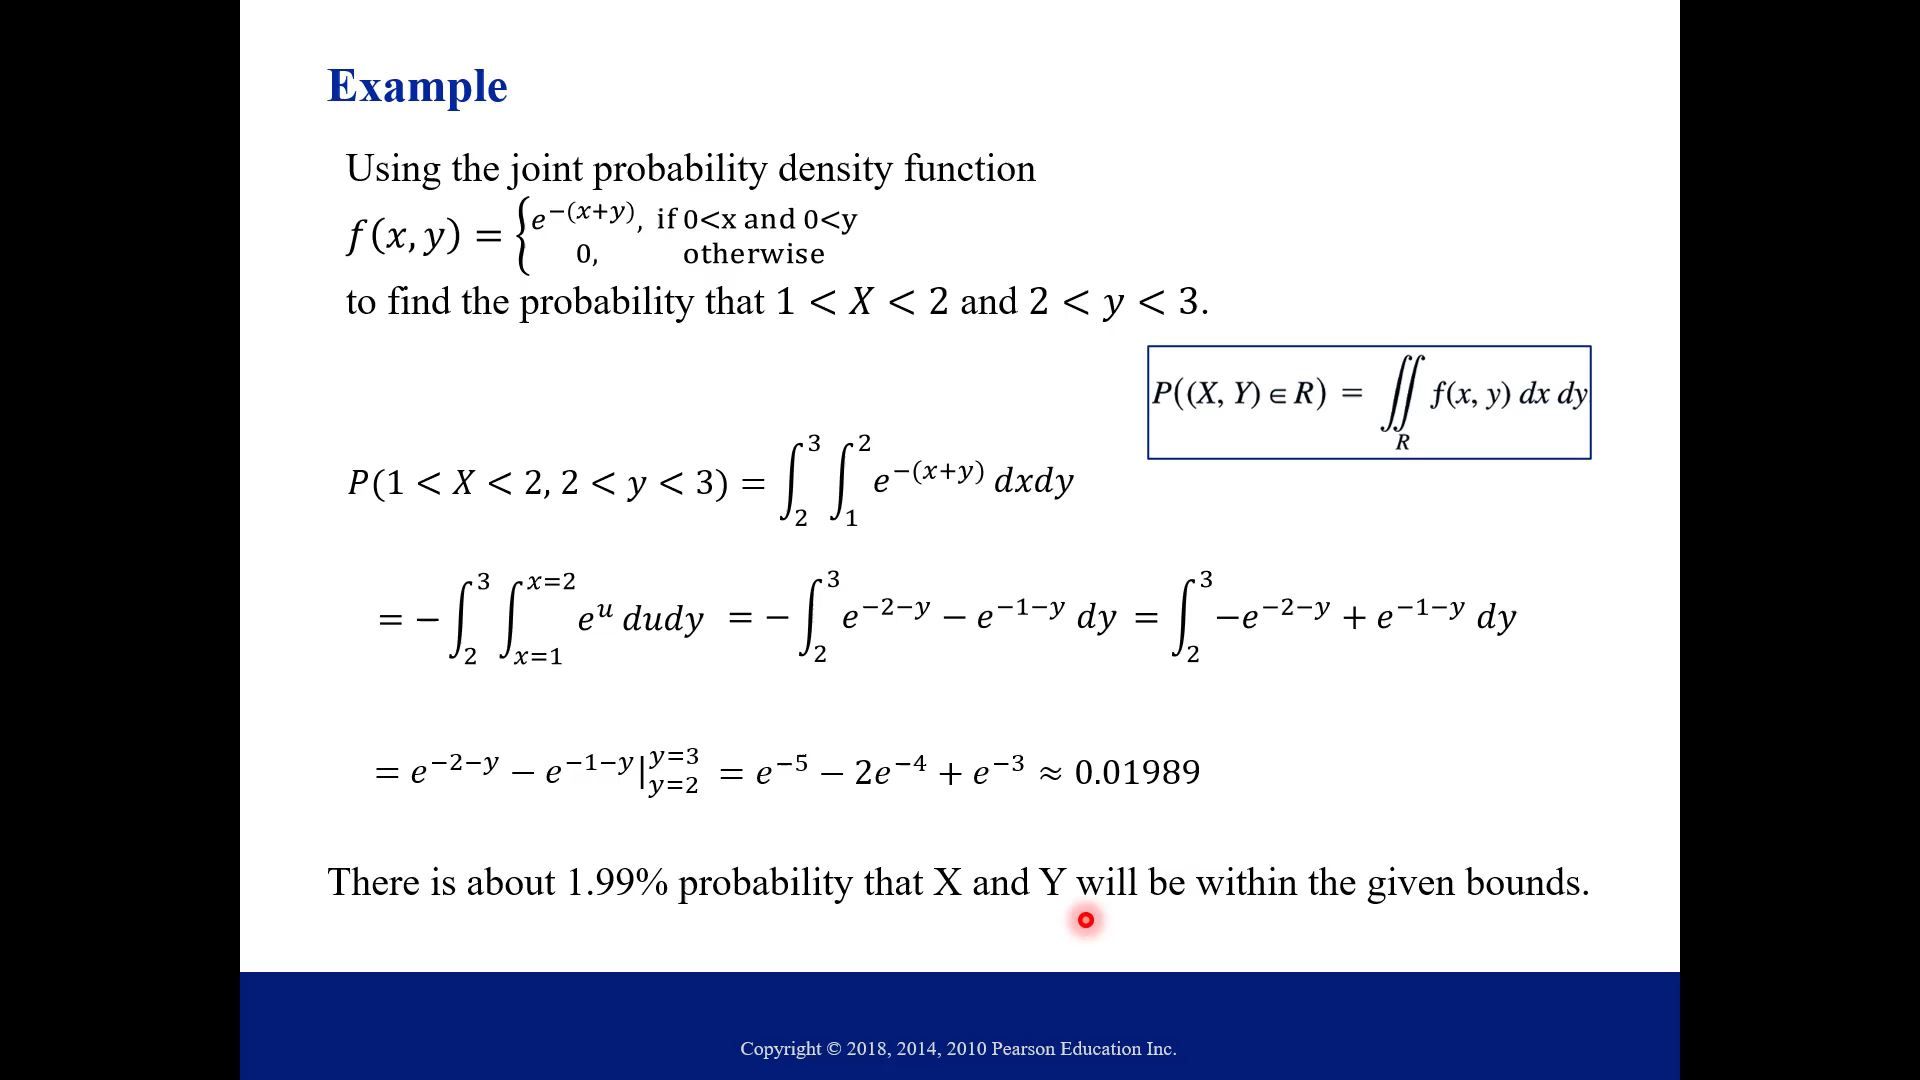 Example
Using the joint probability density function
f(x, y) = {e^{−(x+y)}, if 0<x and 0<y
0, otherwise
to find the probability that 1 < X < 2 and 2 < y < 3.
P((X, Y) ∈ R) = ∬_R f(x, y) dx dy
P(1 < X < 2, 2 < y < 3) = ∫_2^3 ∫_1^2 e^{−(x+y)} dxdy
= − ∫_2^3 ∫_{x=1}^{x=2} e^u dudy = − ∫_2^3 e^{−2−y} − e^{−1−y} dy = ∫_2^3 −e^{−2−y} + e^{−1−y} dy
= e^{−2−y} − e^{−1−y}|_{y=2}^{y=3} = e^{−5} − 2e^{−4} + e^{−3} ≈ 0.01989
There is about 1.99% probability that X and Y will be within the given bounds.
Copyright © 2018, 2014, 2010 Pearson Education Inc.